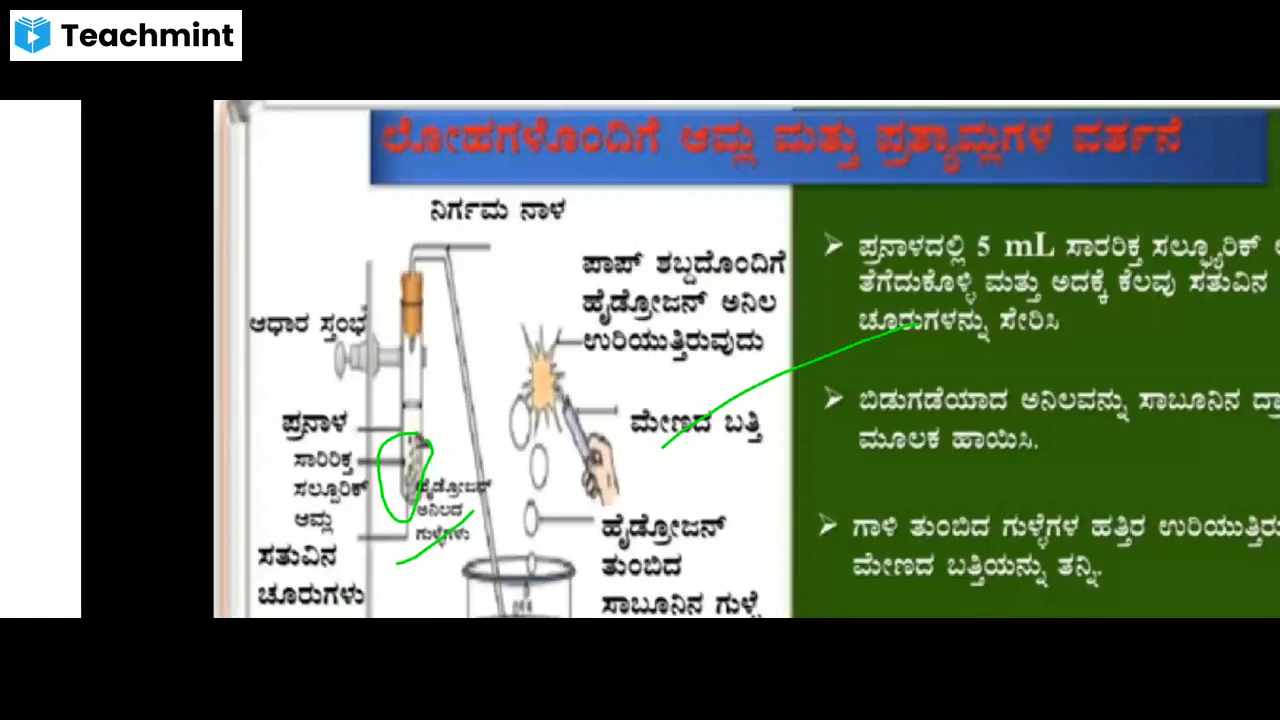 Teachmint
ಲೋಹಗಳೊಂದಿಗೆ ಆಮ್ಲ ಮತ್ತು ಪ್ರತ್ಯಾಮ್ಲಗಳ ವರ್ತನೆ
ನಿರ್ಗಮ ನಾಳ
ಪಾಪ್ ಶಬ್ದದೊಂದಿಗೆ
ಹೈಡ್ರೋಜನ್ ಅನಿಲ
ಉರಿಯುತ್ತಿರುವುದು
ಆಧಾರ ಸ್ತಂಭ
ಮೇಣದ ಬತ್ತಿ
ಪ್ರನಾಳ
ಸಾರಿರಿಕ್ತ
ಸಲ್ಪೂರಿಕ್
ಆಮ್ಲ
ಹೈಡ್ರೋಜನ್
ಅನಿಲದ
ಗುಳ್ಳೆಗಳು
ಸತುವಿನ
ಚೂರುಗಳು
ಹೈಡ್ರೋಜನ್
ತುಂಬಿದ
ಸಾಬೂನಿನ ಗುಳ್ಳೆ
ಪ್ರನಾಳದಲ್ಲಿ 5 mL ಸಾರರಿಕ್ತ ಸಲ್ಫ್ಯೂರಿಕ್
ತೆಗೆದುಕೊಳ್ಳಿ ಮತ್ತು ಅದಕ್ಕೆ ಕೆಲವು ಸತುವಿನ
ಚೂರುಗಳನ್ನು ಸೇರಿಸಿ
ಬಿಡುಗಡೆಯಾದ ಅನಿಲವನ್ನು ಸಾಬೂನಿನ
ಮೂಲಕ ಹಾಯಿಸಿ.
ಗಾಳಿ ತುಂಬಿದ ಗುಳ್ಳೆಗಳ ಹತ್ತಿರ
ಮೇಣದ ಬತ್ತಿಯನ್ನು ತನ್ನಿ.